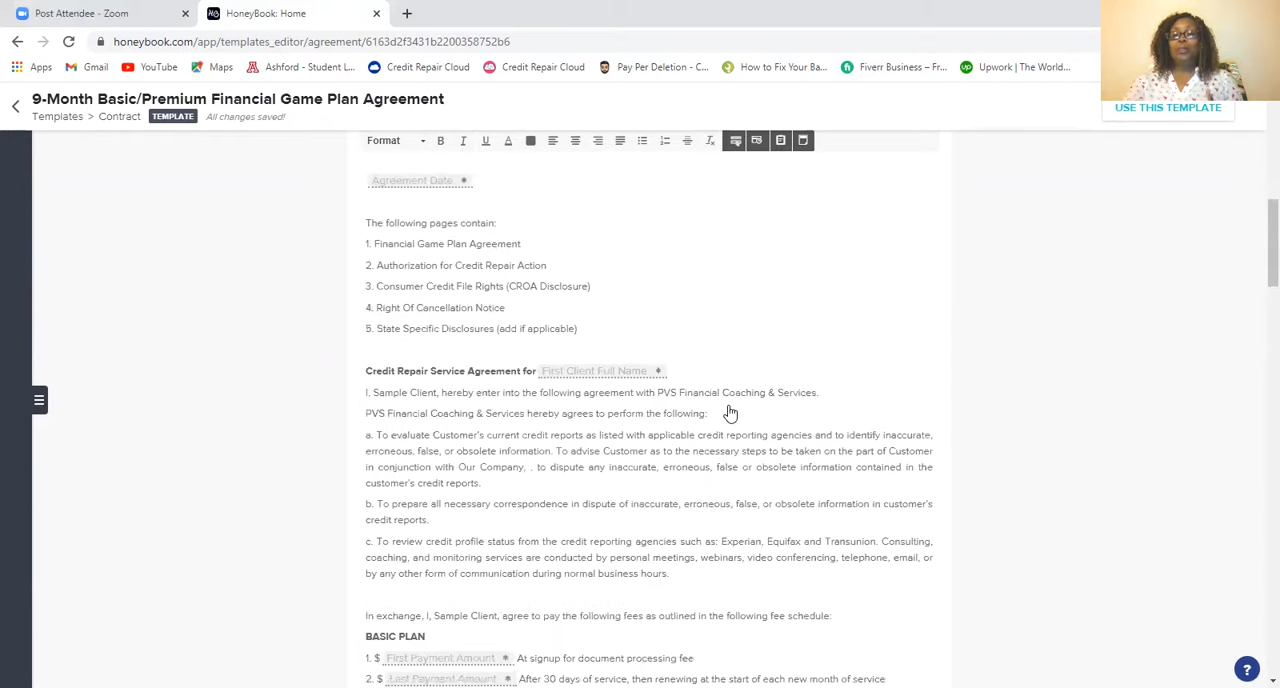 Post Attendee - Zoom
HoneyBook: Home
honeybook.com/app/templates_editor/agreement/6163d2f3431b2200358752b6
Apps
Gmail
YouTube
Maps
Ashford - Student L...
Credit Repair Cloud
Credit Repair Cloud
Pay Per Deletion - C...
How to Fix Your Ba...
Fiverr Business – Fr...
Upwork | The World...
9-Month Basic/Premium Financial Game Plan Agreement
Templates > Contract TEMPLATE All changes saved!
USE THIS TEMPLATE
Format
Agreement Date
The following pages contain:
1. Financial Game Plan Agreement
2. Authorization for Credit Repair Action
3. Consumer Credit File Rights (CROA Disclosure)
4. Right Of Cancellation Notice
5. State Specific Disclosures (add if applicable)
Credit Repair Service Agreement for First Client Full Name
I, Sample Client, hereby enter into the following agreement with PVS Financial Coaching & Services.
PVS Financial Coaching & Services hereby agrees to perform the following:
a. To evaluate Customer's current credit reports as listed with applicable credit reporting agencies and to identify inaccurate,
erroneous, false, or obsolete information. To advise Customer as to the necessary steps to be taken on the part of Customer
in conjunction with Our Company, . to dispute any inaccurate, erroneous, false or obsolete information contained in the
customer's credit reports.
b. To prepare all necessary correspondence in dispute of inaccurate, erroneous, false, or obsolete information in customer's
credit reports.
c. To review credit profile status from the credit reporting agencies such as: Experian, Equifax and Transunion. Consulting,
coaching, and monitoring services are conducted by personal meetings, webinars, video conferencing, telephone, email, or
by any other form of communication during normal business hours.
In exchange, I, Sample Client, agree to pay the following fees as outlined in the following fee schedule:
BASIC PLAN
1. $ First Payment Amount At signup for document processing fee
2. $ Last Payment Amount After 30 days of service, then renewing at the start of each new month of service